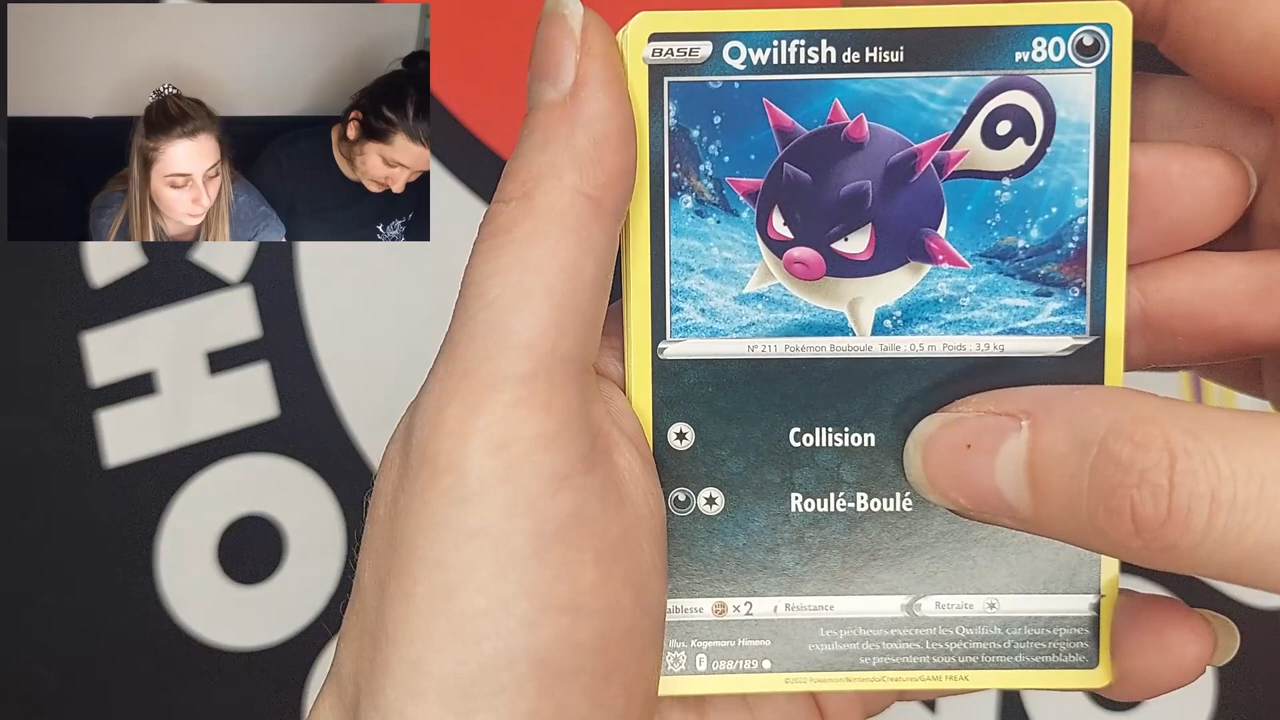 BASE Qwilfish de Hisui PV 80
N° 211 Pokémon Bouboule Taille : 0,5 m Poids : 3,9 kg
Collision
Roulé-Boulé
aiblesse ×2 Résistance Retraite
Illus. Kagemaru Himeno
Les pêcheurs exècrent les Qwilfish, car leurs épines
expulsent des toxines. Les spécimens d'autres régions
se présentent sous une forme dissemblable.
F 088/189
©2022 Pokémon/Nintendo/Creatures/GAME FREAK